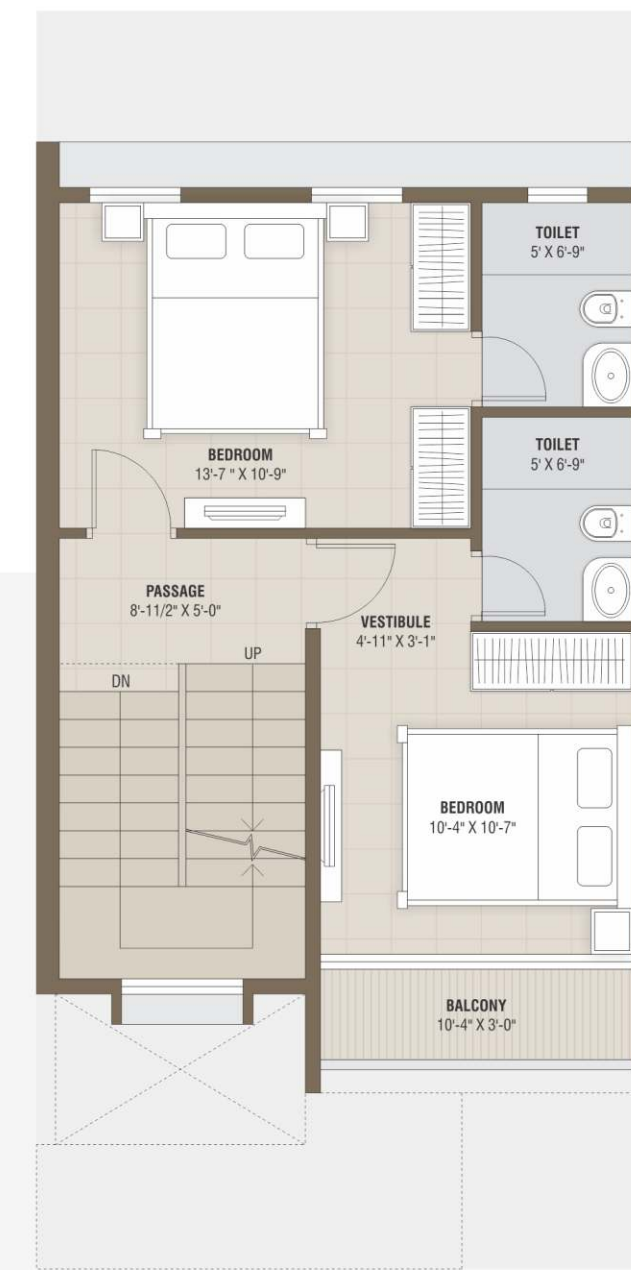 TOILET
5' X 6'-9"
BEDROOM
13'-7 " X 10'-9"
TOILET
5' X 6'-9"
PASSAGE
8'-11/2" X 5'-0"
VESTIBULE
4'-11" X 3'-1"
UP
DN
BEDROOM
10'-4" X 10'-7"
BALCONY
10'-4" X 3'-0"